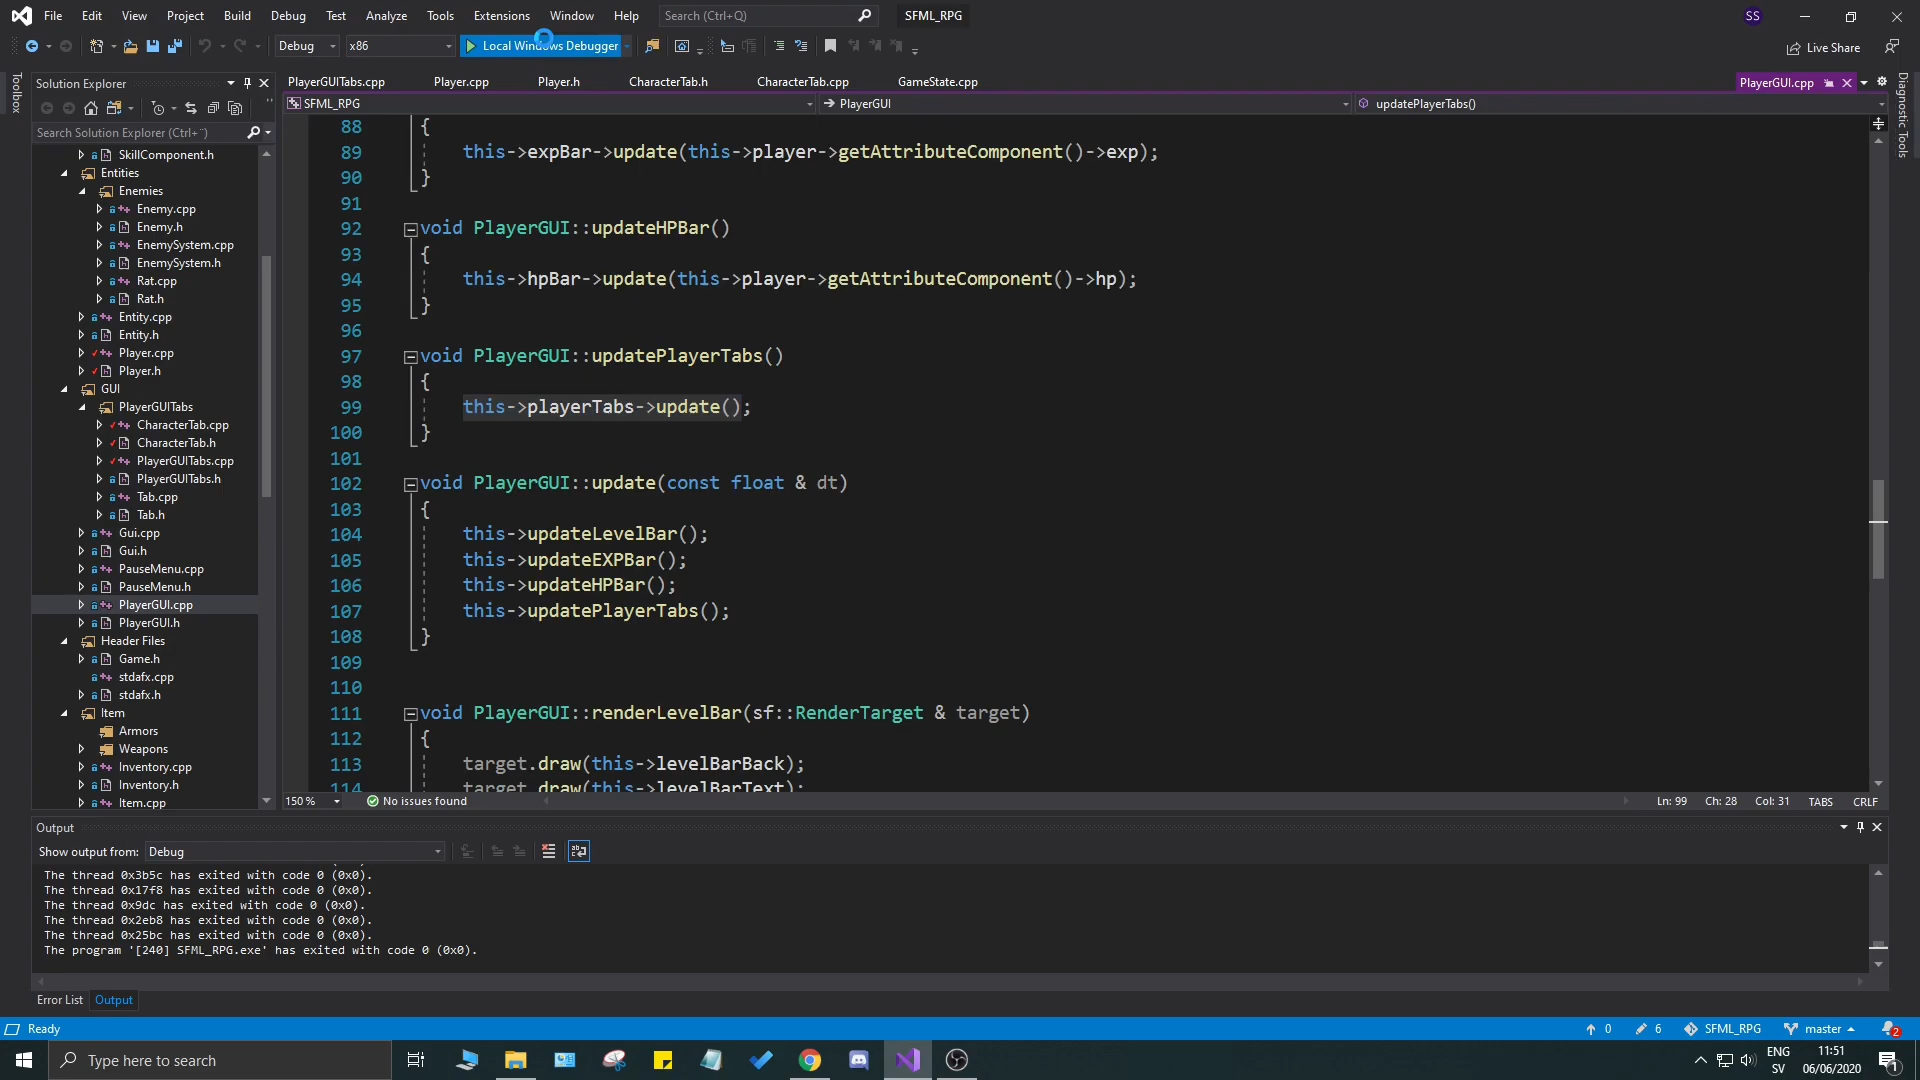 File Edit View Project Build Debug Test Analyze Tools Extensions Window Help Search (Ctrl+Q) SFML_RPG SS
Debug x86 Local Windows Debugger Live Share
Toolbox
Solution Explorer
Search Solution Explorer (Ctrl+¨)
SkillComponent.h
Entities
Enemies
Enemy.cpp
Enemy.h
EnemySystem.cpp
EnemySystem.h
Rat.cpp
Rat.h
Entity.cpp
Entity.h
Player.cpp
Player.h
GUI
PlayerGUITabs
CharacterTab.cpp
CharacterTab.h
PlayerGUITabs.cpp
PlayerGUITabs.h
Tab.cpp
Tab.h
Gui.cpp
Gui.h
PauseMenu.cpp
PauseMenu.h
PlayerGUI.cpp
PlayerGUI.h
Header Files
Game.h
stdafx.cpp
stdafx.h
Item
Armors
Weapons
Inventory.cpp
Inventory.h
Item.cpp
PlayerGUITabs.cpp Player.cpp Player.h CharacterTab.h CharacterTab.cpp GameState.cpp PlayerGUI.cpp
SFML_RPG PlayerGUI updatePlayerTabs()
88 {
89 this->expBar->update(this->player->getAttributeComponent()->exp);
90 }
91
92 void PlayerGUI::updateHPBar()
93 {
94 this->hpBar->update(this->player->getAttributeComponent()->hp);
95 }
96
97 void PlayerGUI::updatePlayerTabs()
98 {
99 this->playerTabs->update();
100 }
101
102 void PlayerGUI::update(const float & dt)
103 {
104 this->updateLevelBar();
105 this->updateEXPBar();
106 this->updateHPBar();
107 this->updatePlayerTabs();
108 }
109
110
111 void PlayerGUI::renderLevelBar(sf::RenderTarget & target)
112 {
113 target.draw(this->levelBarBack);
114 target.draw(this->levelBarText);
150 % No issues found Ln: 99 Ch: 28 Col: 31 TABS CRLF
Diagnostic Tools
Output
Show output from: Debug
The thread 0x3b5c has exited with code 0 (0x0).
The thread 0x17f8 has exited with code 0 (0x0).
The thread 0x9dc has exited with code 0 (0x0).
The thread 0x2eb8 has exited with code 0 (0x0).
The thread 0x25bc has exited with code 0 (0x0).
The program '[240] SFML_RPG.exe' has exited with code 0 (0x0).
Error List Output
Ready 0 6 SFML_RPG master 2
Type here to search
ENG
SV
11:51
06/06/2020
1